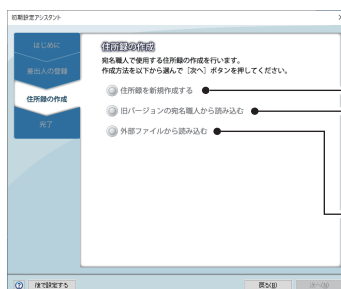 初期設定アシスタント
はじめに
差出人の登録
住所録の作成
完了
住所録の作成
宛名職人で使用する住所録の作成を行います。
作成方法を以下から選んで［次へ］ボタンを押してください。
住所録を新規作成する
旧バージョンの宛名職人から読み込む
外部ファイルから読み込む
後で設定する
戻る(B)
次へ(N)